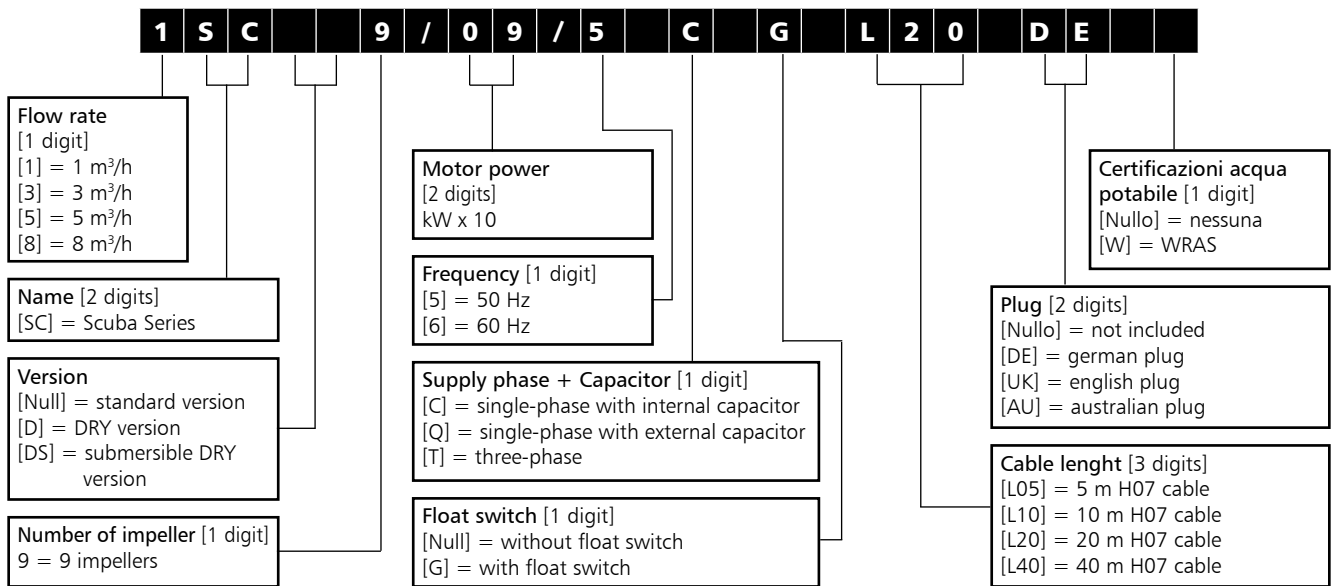 1 S C 9 / 0 9 / 5 C G L 2 0 D E
Flow rate
[1 digit]
[1] = 1 m³/h
[3] = 3 m³/h
[5] = 5 m³/h
[8] = 8 m³/h
Name [2 digits]
[SC] = Scuba Series
Version
[Null] = standard version
[D] = DRY version
[DS] = submersible DRY
version
Number of impeller [1 digit]
9 = 9 impellers
Motor power
[2 digits]
kW x 10
Frequency [1 digit]
[5] = 50 Hz
[6] = 60 Hz
Supply phase + Capacitor [1 digit]
[C] = single-phase with internal capacitor
[Q] = single-phase with external capacitor
[T] = three-phase
Float switch [1 digit]
[Null] = without float switch
[G] = with float switch
Certificazioni acqua
potabile [1 digit]
[Nullo] = nessuna
[W] = WRAS
Plug [2 digits]
[Nullo] = not included
[DE] = german plug
[UK] = english plug
[AU] = australian plug
Cable lenght [3 digits]
[L05] = 5 m H07 cable
[L10] = 10 m H07 cable
[L20] = 20 m H07 cable
[L40] = 40 m H07 cable